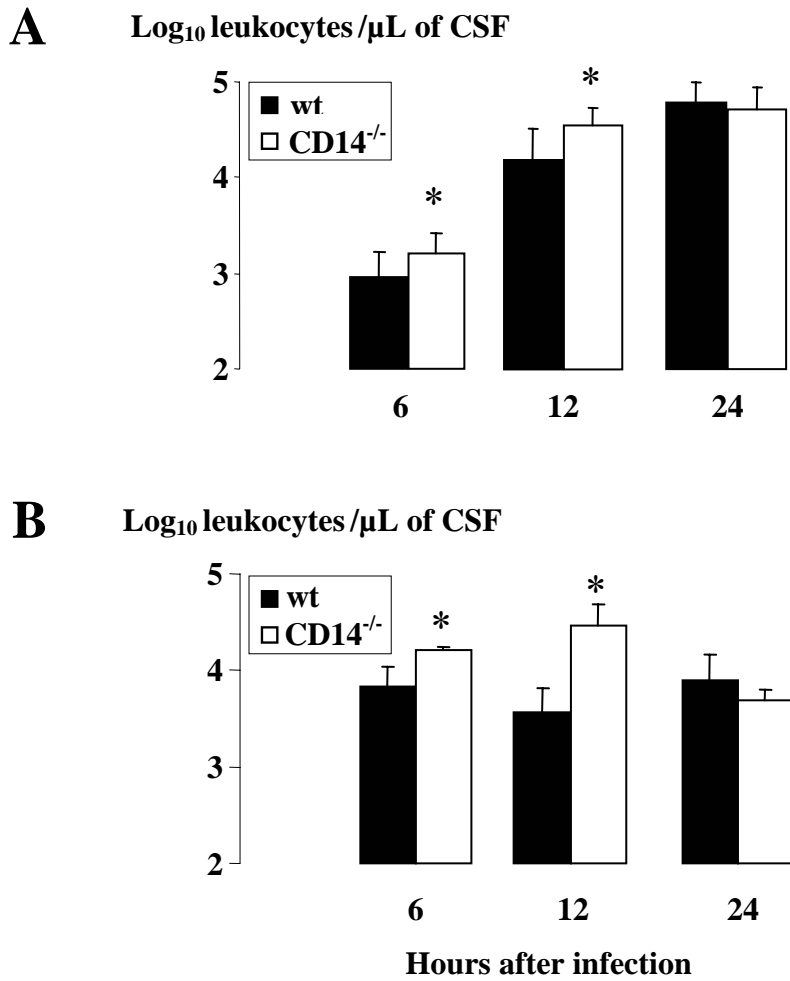 A
Log₁₀ leukocytes /µL of CSF
5
4
3
2
wt
CD14⁻/⁻
*
*
6 12 24
B
Log₁₀ leukocytes /µL of CSF
5
4
3
2
wt
CD14⁻/⁻
*
*
6 12 24
Hours after infection